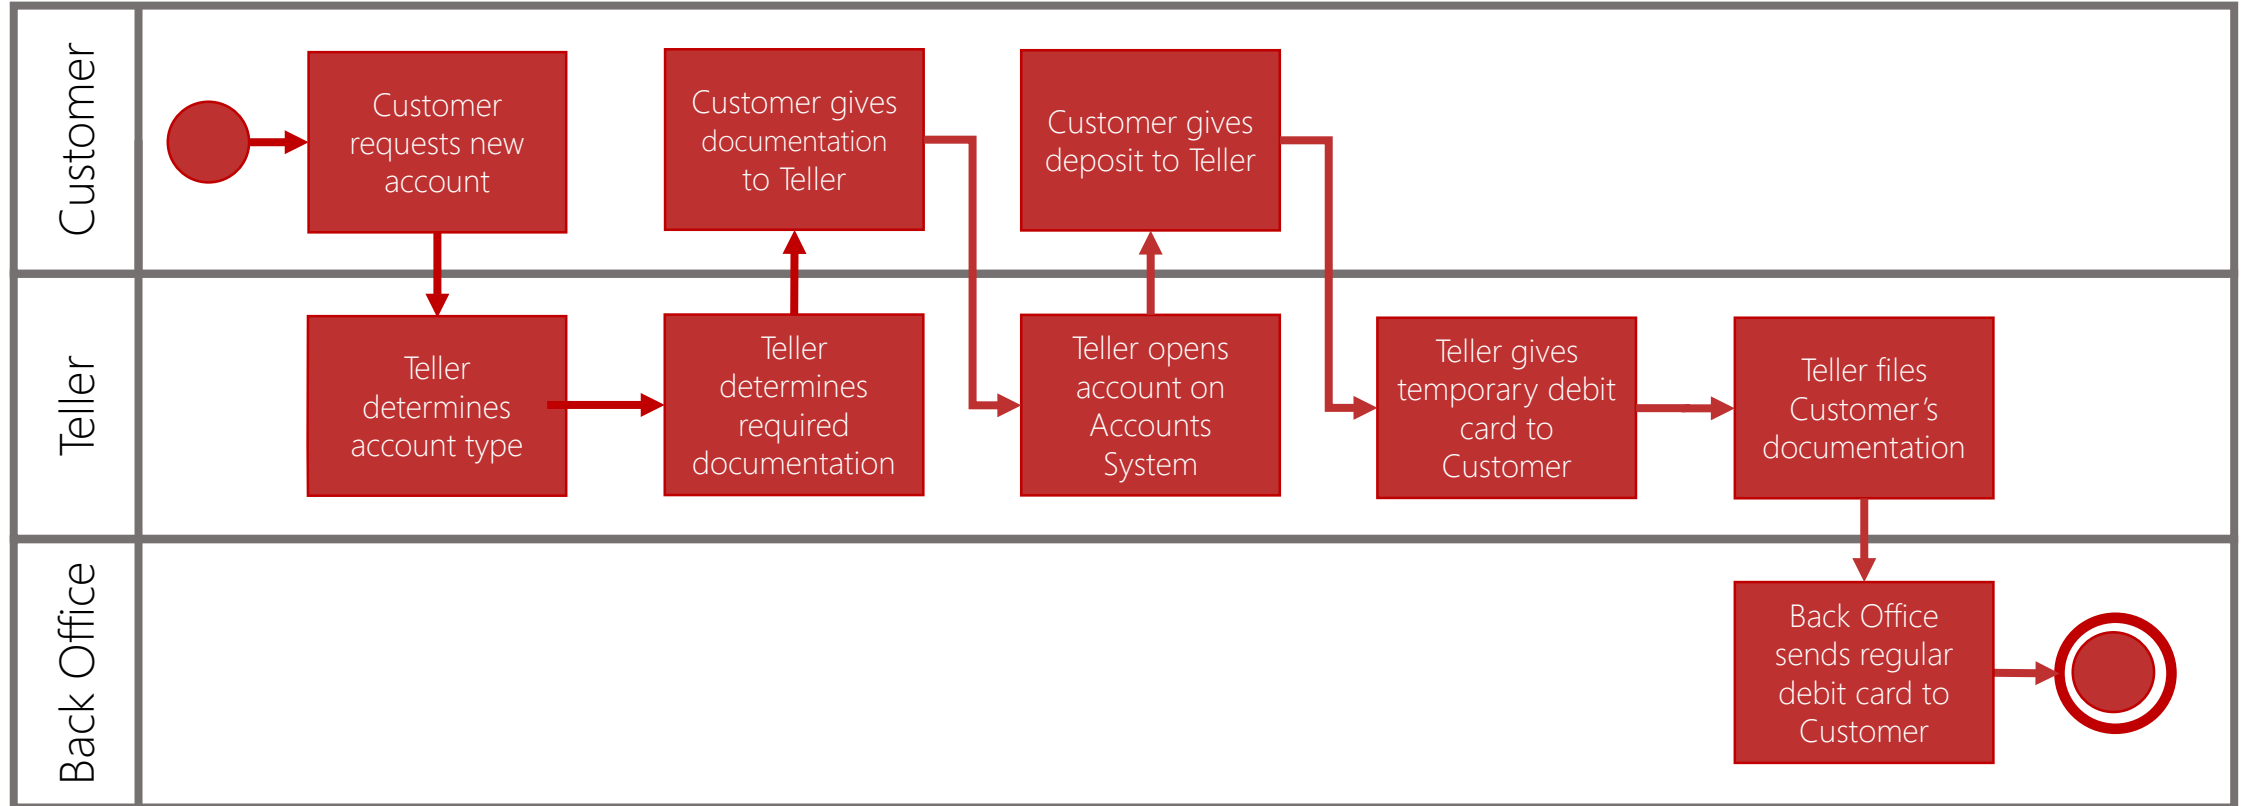 Customer
Customer
requests new
account
Customer gives
documentation
to Teller
Customer gives
deposit to Teller
Teller
Teller
determines
account type
Teller
determines
required
documentation
Teller opens
account on
Accounts
System
Teller gives
temporary debit
card to
Customer
Teller files
Customer’s
documentation
Back Office
Back Office
sends regular
debit card to
Customer